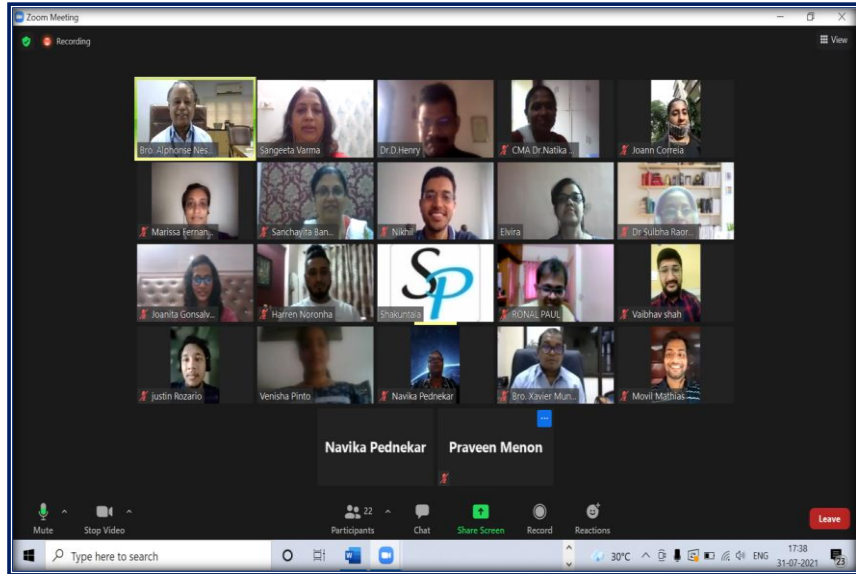 Zoom Meeting
Recording
View
Bro. Alphonse Nes...
Sangeeta Varma
Dr.D.Henry
CMA Dr.Natika ...
Joann Correia
Marissa Fernan...
Sanchayita Ban...
Nikhil
Elvira
Dr Sulbha Raor...
Joanita Gonsalv...
Harren Noronha
SP
Shakuntala
RONAL PAUL
Vaibhav shah
justin Rozario
Venisha Pinto
Navika Pednekar
Bro. Xavier Mun...
Movil Mathias
Navika Pednekar
Praveen Menon
Mute
Stop Video
22
Participants
Chat
Share Screen
Record
Reactions
Leave
Type here to search
30°C
ENG
17:38
31-07-2021
23